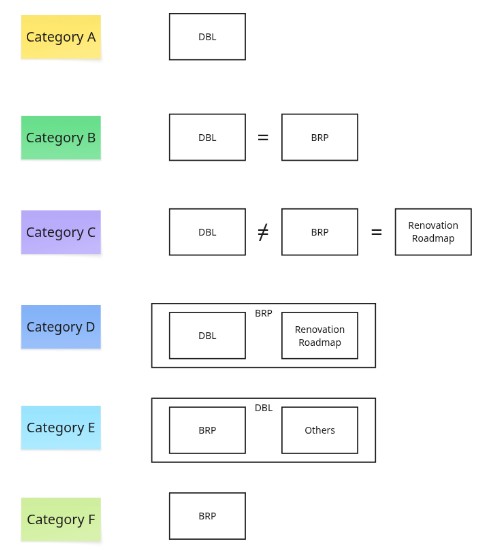 Category A
DBL
Category B
DBL
=
BRP
Category C
DBL
≠
BRP
=
Renovation
Roadmap
Category D
BRP
DBL
Renovation
Roadmap
Category E
DBL
BRP
Others
Category F
BRP